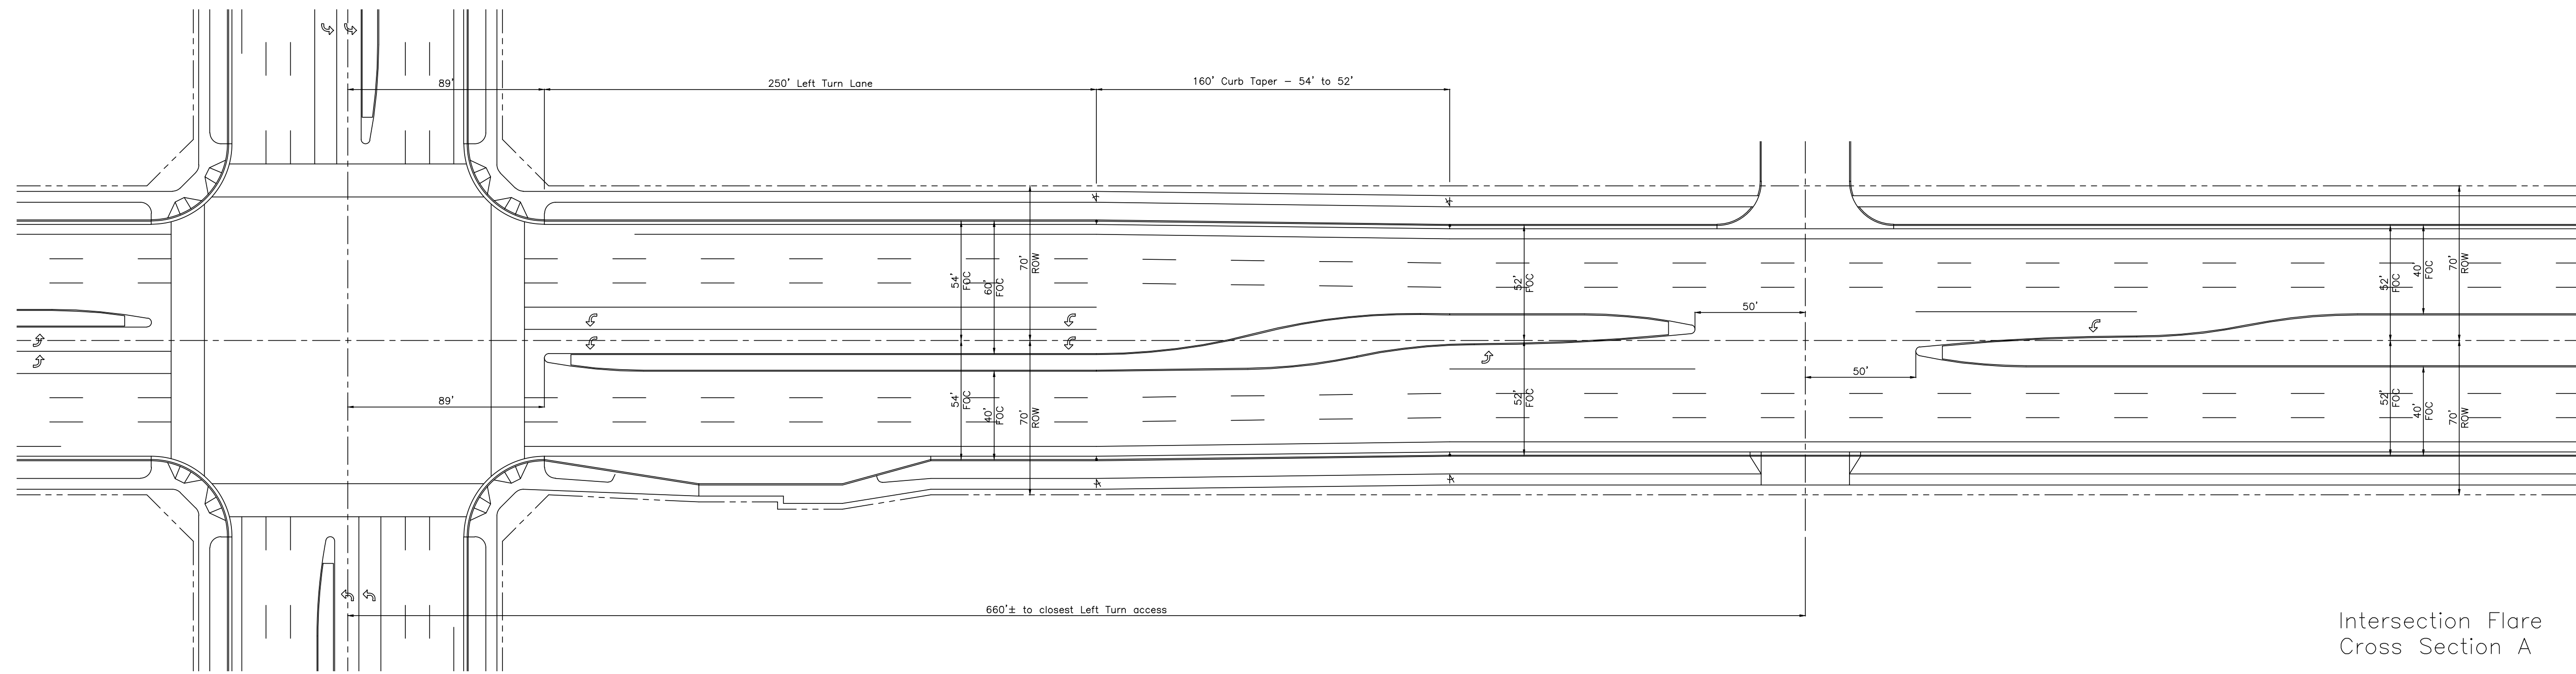 89'
250' Left Turn Lane
160' Curb Taper – 54' to 52'
54'
FOC
60'
FOC
70'
ROW
52'
FOC
50'
52'
FOC
40'
FOC
70'
ROW
89'
54'
FOC
40'
FOC
70'
ROW
52'
FOC
50'
52'
FOC
40'
FOC
70'
ROW
660'± to closest Left Turn access
Intersection Flare
Cross Section A